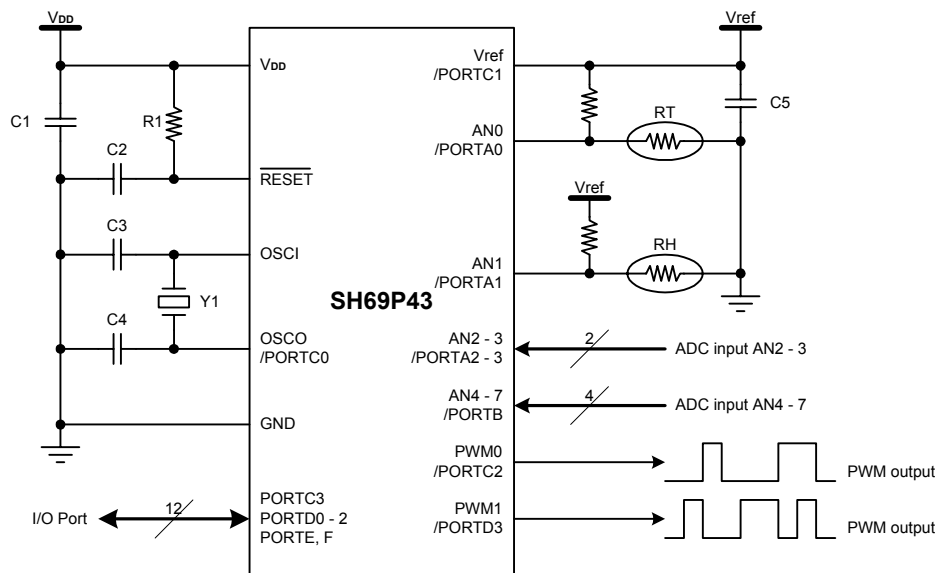 VDD
Vref
VDD
Vref
/PORTC1
C1
R1
C5
RT
AN0
/PORTA0
C2
RESET
Vref
C3
OSCI
RH
AN1
/PORTA1
Y1
SH69P43
C4
OSCO
/PORTC0
AN2 - 3
/PORTA2 - 3
2
ADC input AN2 - 3
AN4 - 7
/PORTB
4
ADC input AN4 - 7
GND
PWM0
/PORTC2
PWM output
I/O Port
12
PORTC3
PORTD0 - 2
PORTE, F
PWM1
/PORTD3
PWM output